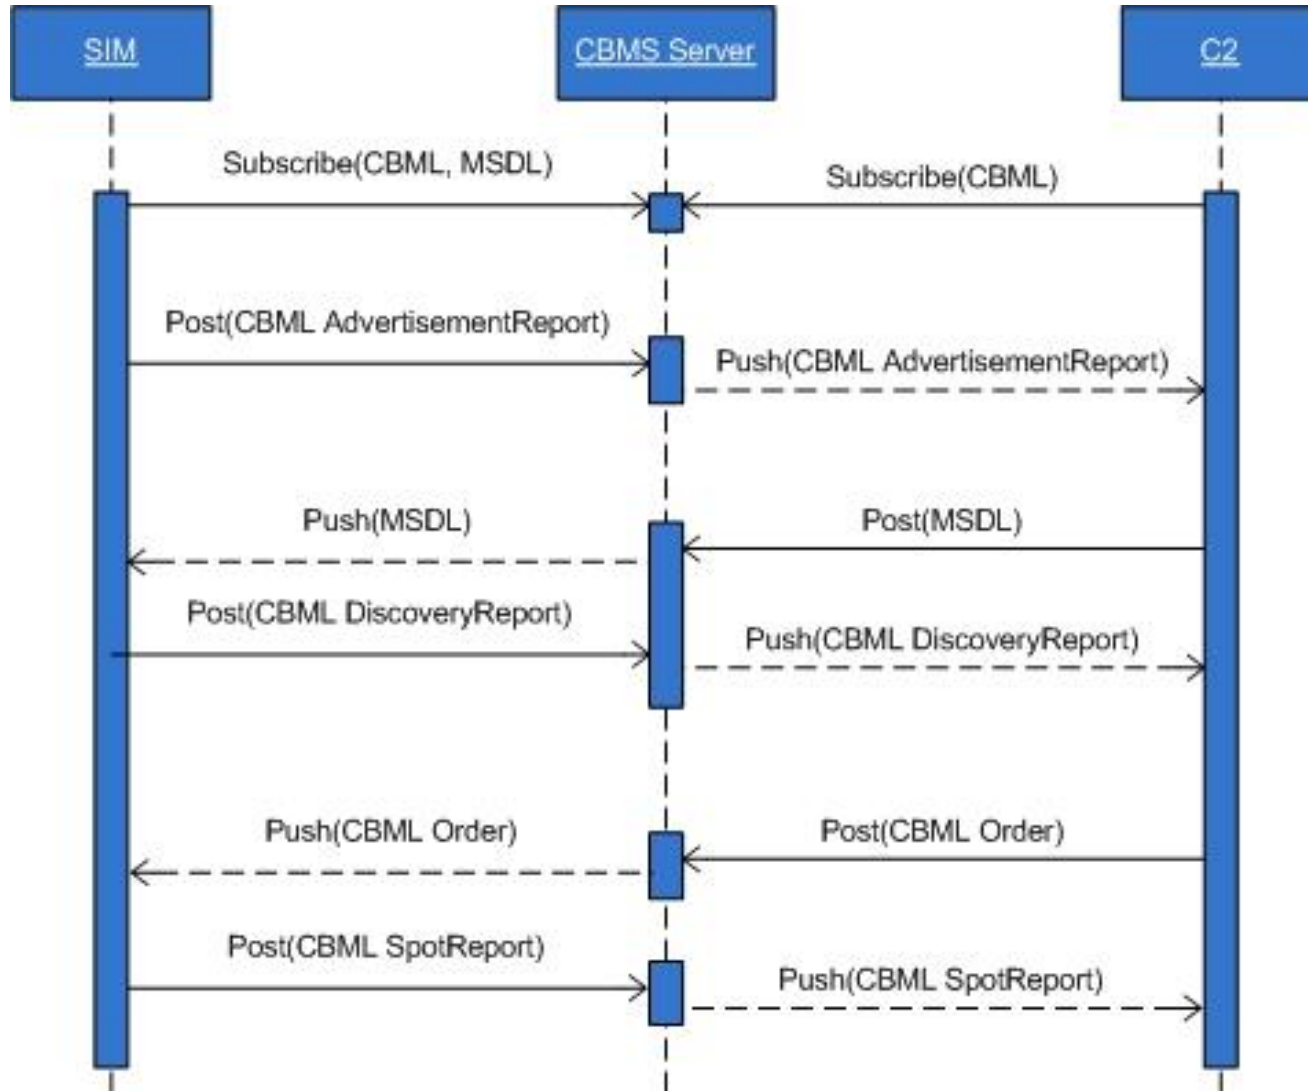 SIM
CBMS Server
C2
Subscribe(CBML, MSDL)
Subscribe(CBML)
Post(CBML AdvertisementReport)
Push(CBML AdvertisementReport)
Push(MSDL)
Post(MSDL)
Post(CBML DiscoveryReport)
Push(CBML DiscoveryReport)
Push(CBML Order)
Post(CBML Order)
Post(CBML SpotReport)
Push(CBML SpotReport)